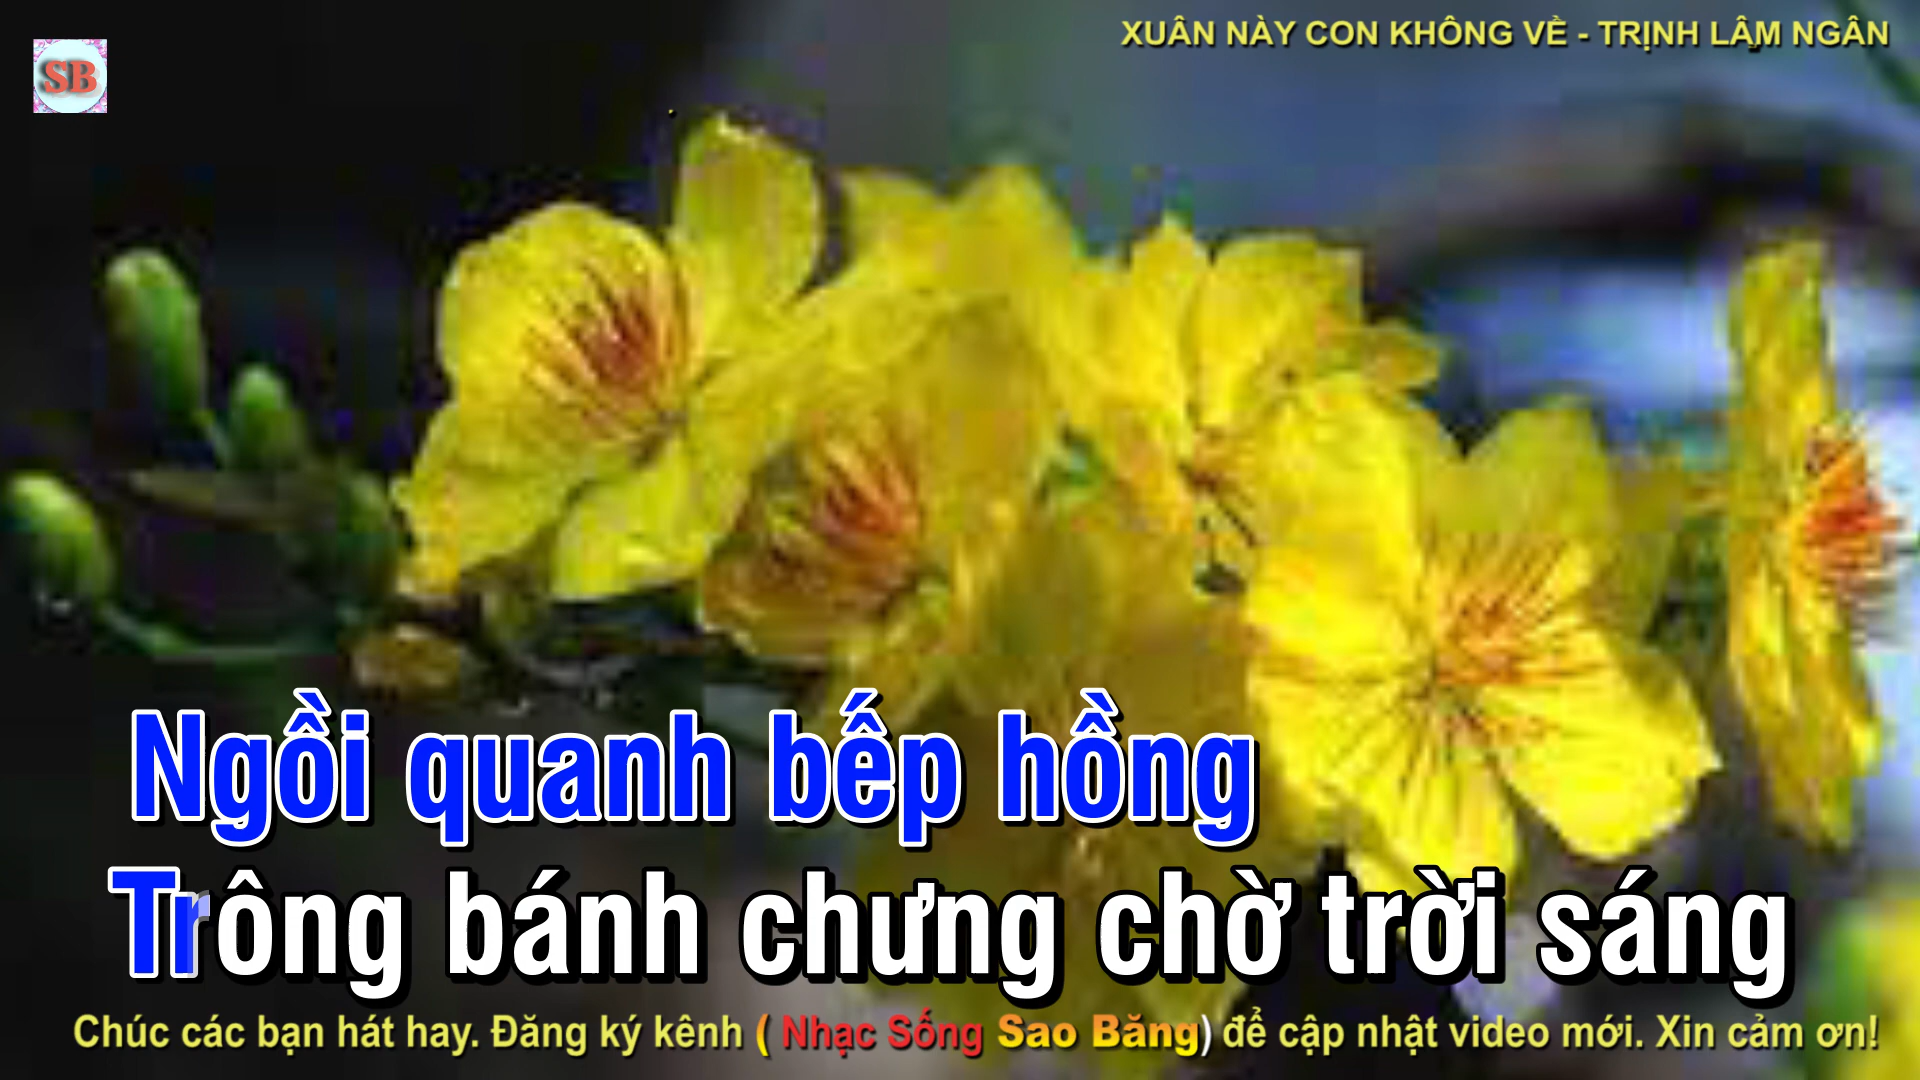 XUÂN NÀY CON KHÔNG VỀ - TRỊNH LÂM NGÂN
SB
Ngồi quanh bếp hồng
Trông bánh chưng chờ trời sáng
Chúc các bạn hát hay. Đăng ký kênh ( Nhạc Sống Sao Băng) để cập nhật video mới. Xin cảm ơn!